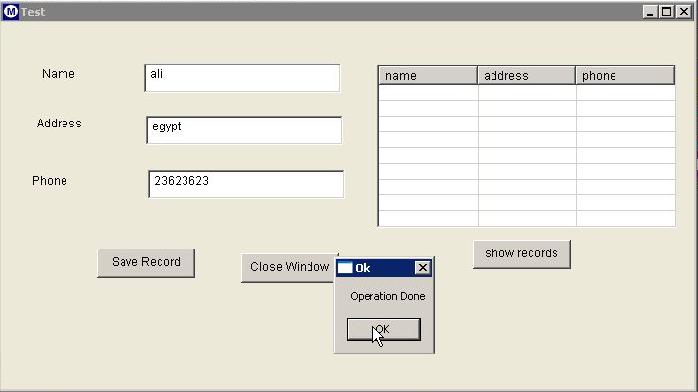 M Test
Name
ali
Address
egypt
Phone
23623623
name address phone
Save Record
Close Window
show records
Ok
Operation Done
OK